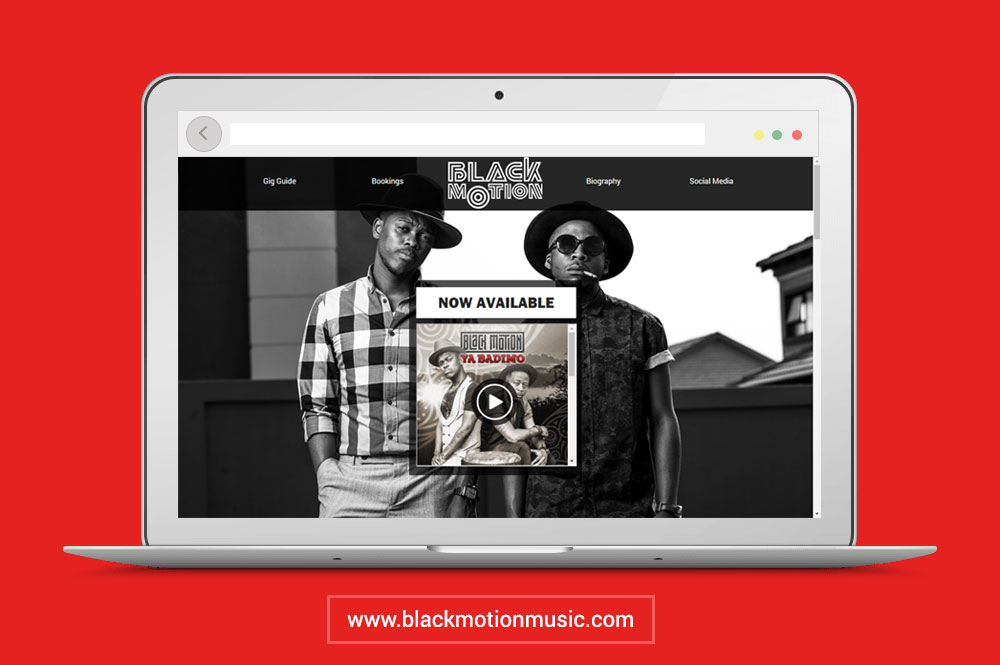 Gig Guide
Bookings
BLACK
MOTION
Biography
Social Media
NOW AVAILABLE
BLACK MOTION
YA BADIMO
www.blackmotionmusic.com